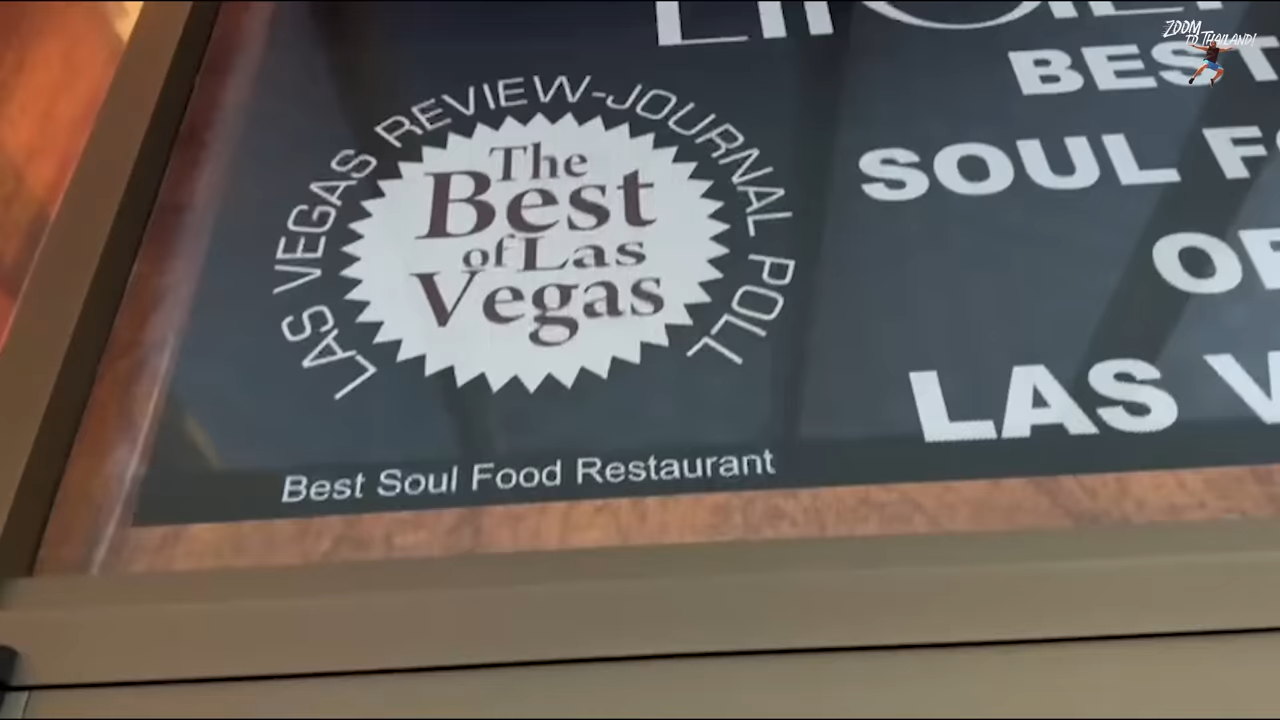 ZOOM
TO THAILAND!
BEST
SOUL
LAS VEGAS REVIEW-JOURNAL POLL
The
Best
of Las
Vegas
LAS
Best Soul Food Restaurant